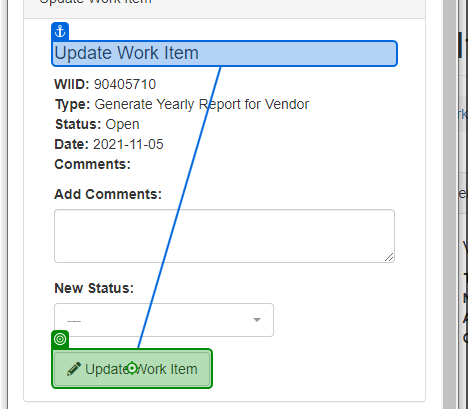 Update Work Item
Update Work Item
WIID: 90405710
Type: Generate Yearly Report for Vendor
Status: Open
Date: 2021-11-05
Comments:
Add Comments:
New Status:
---
Update Work Item